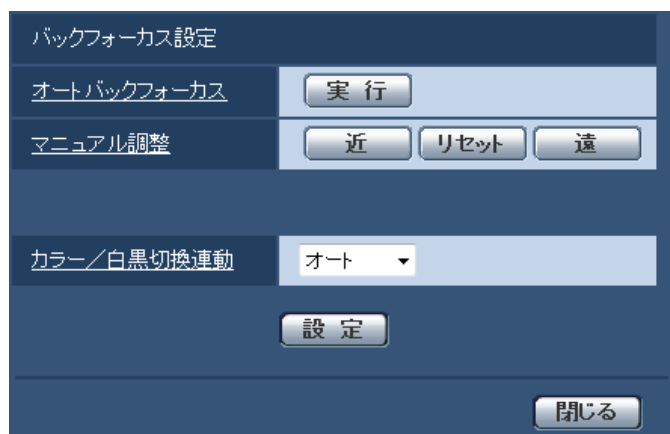 バックフォーカス設定
オートバックフォーカス 実 行
マニュアル調整 近 リセット 遠
カラー／白黒切換連動 オート
設 定
閉じる